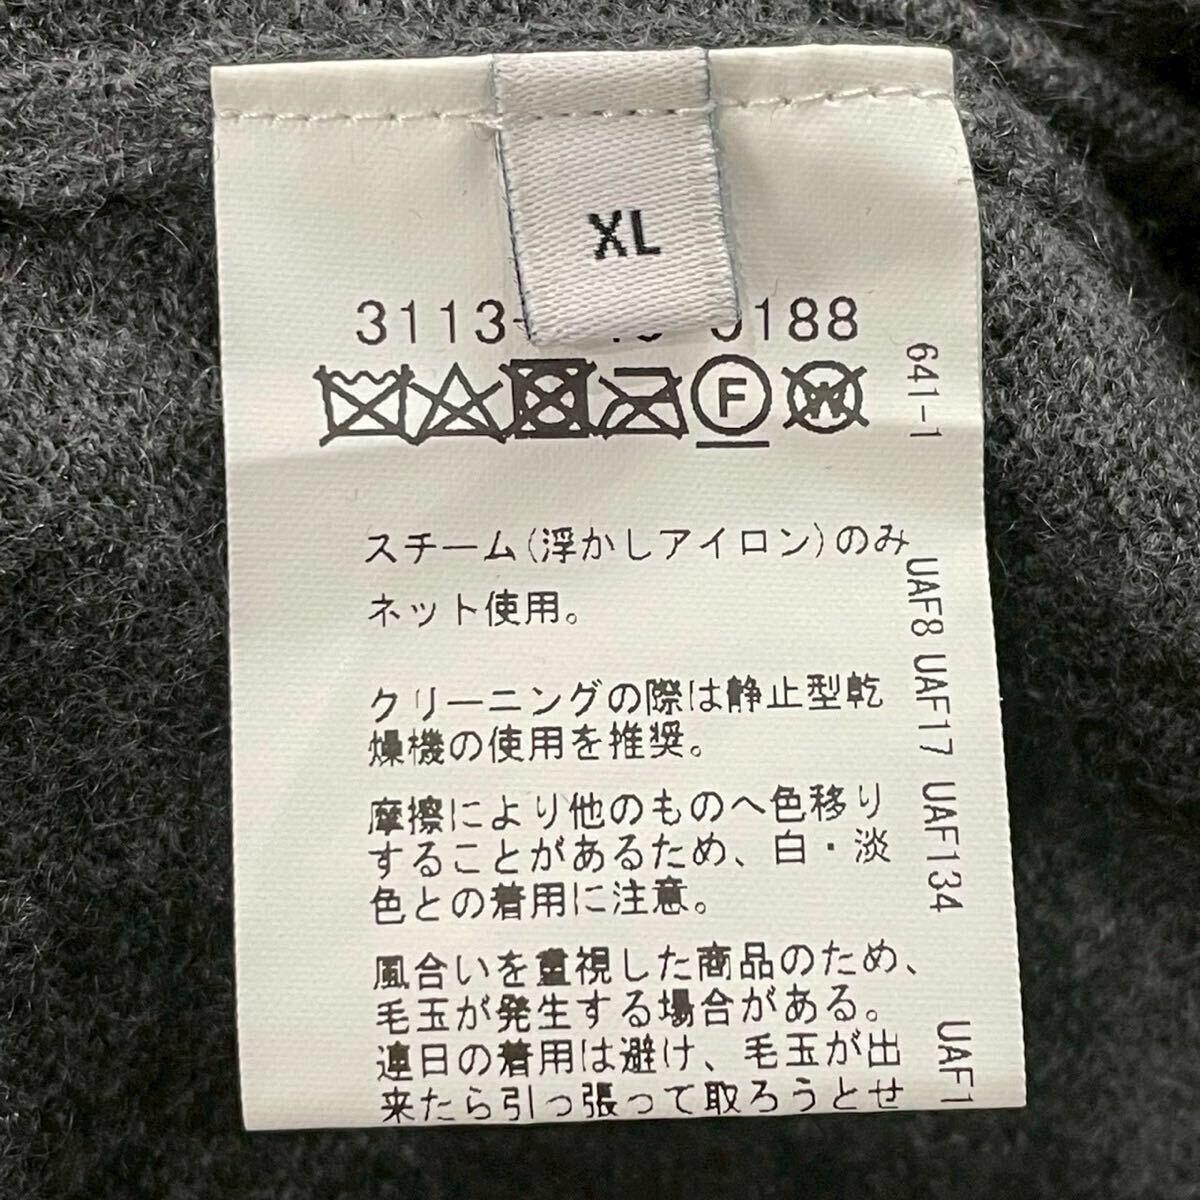 XL
3113-
188
F
W
641-1
スチーム(浮かしアイロン)のみ
ネット使用。
クリーニングの際は静止型乾
燥機の使用を推奨。
摩擦により他のものへ色移り
することがあるため、白・淡
色との着用に注意。
風合いを重視した商品のため、
毛玉が発生する場合がある。
連日の着用は避け、毛玉が出
来たら引っ張って取ろうとせ
UAF8 UAF17 UAF134
UAF1